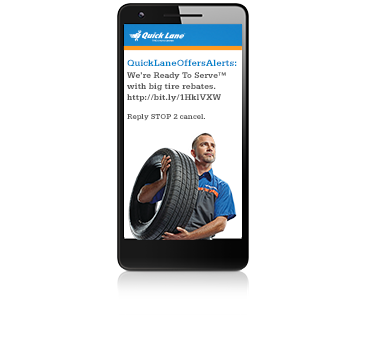 Quick Lane
QuickLaneOffersAlerts:
We're Ready To Serve™
with big tire rebates.
http://bit.ly/1HklVXW
Reply STOP 2 cancel.